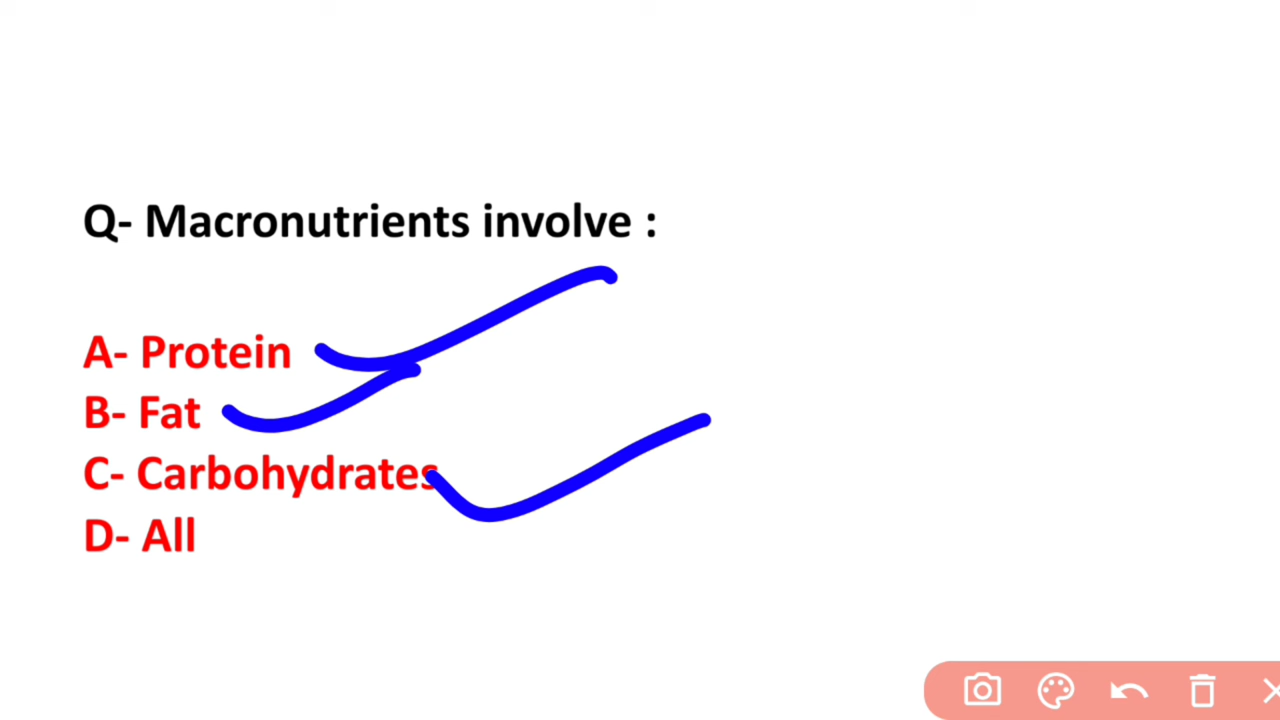 Q- Macronutrients involve :
A- Protein
B- Fat
C- Carbohydrates
D- All